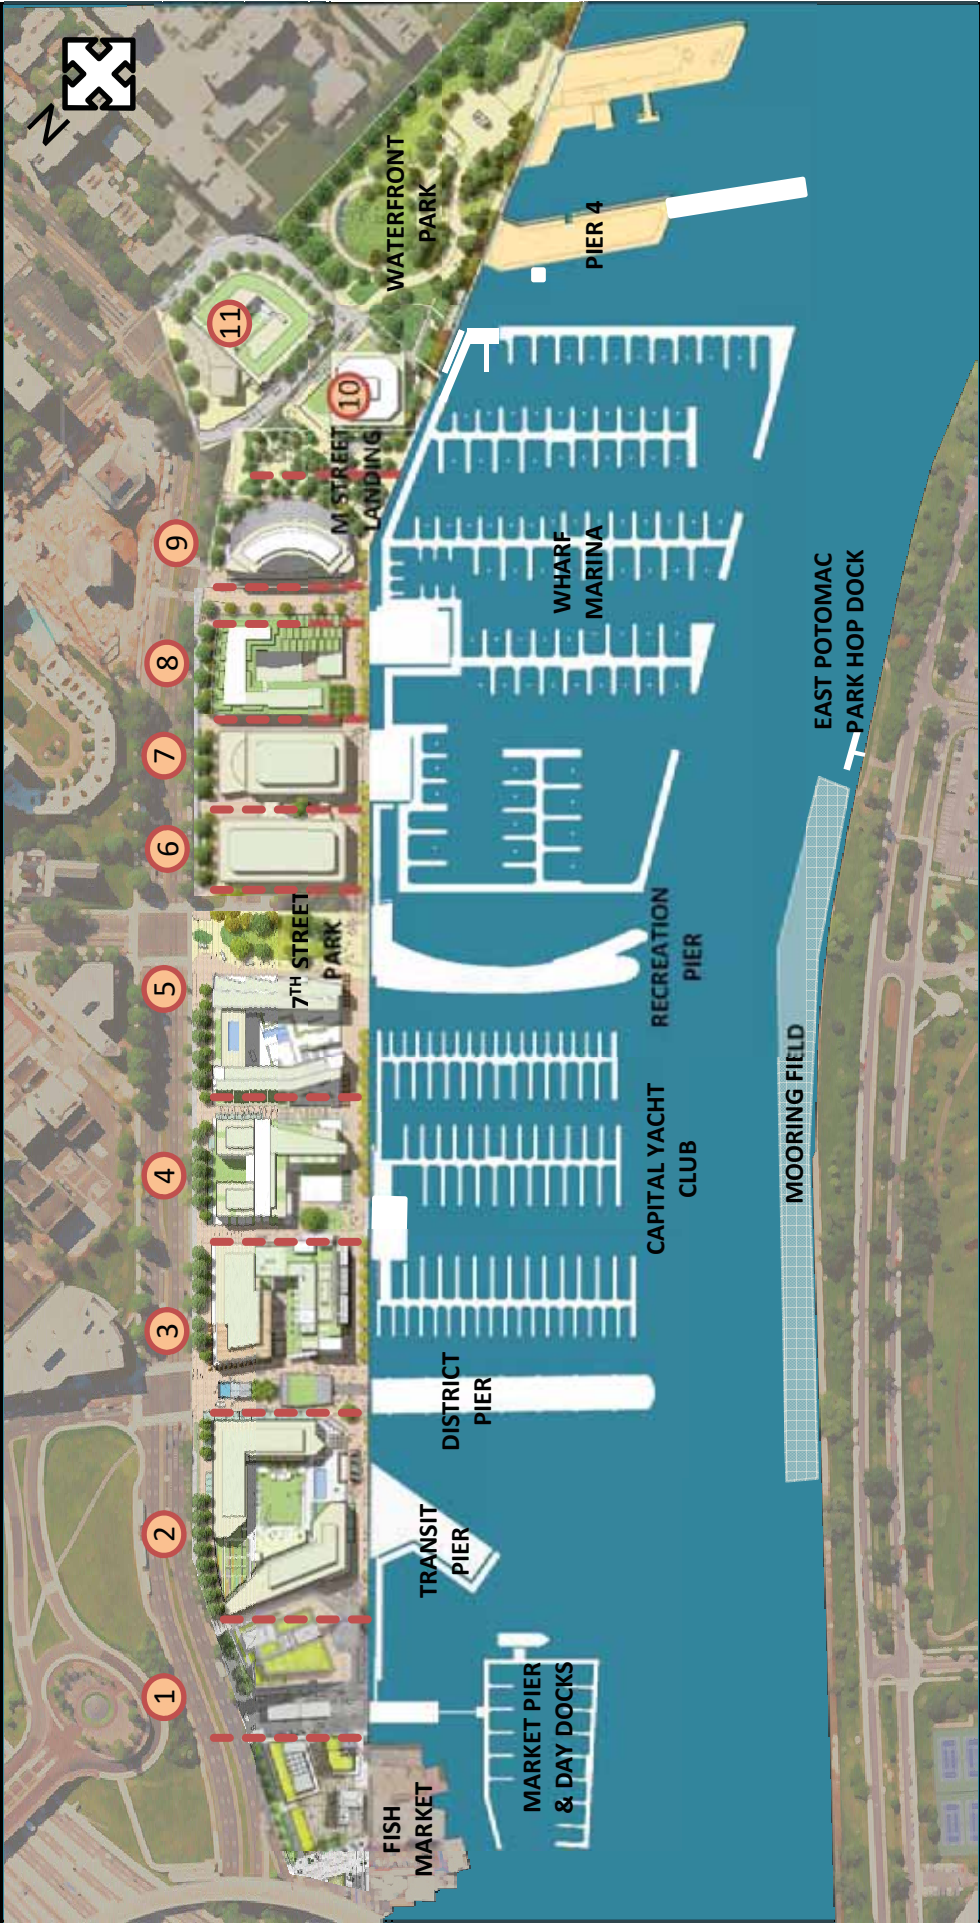 N
WATERFRONT
PARK
PIER 4
11
10
M STREET
LANDING
9
WHARF
MARINA
8
7
6
EAST POTOMAC
PARK HOP DOCK
7TH STREET
PARK
5
RECREATION
PIER
4
CAPITAL YACHT
CLUB
MOORING FIELD
3
DISTRICT
PIER
2
TRANSIT
PIER
1
MARKET PIER
& DAY DOCKS
FISH
MARKET